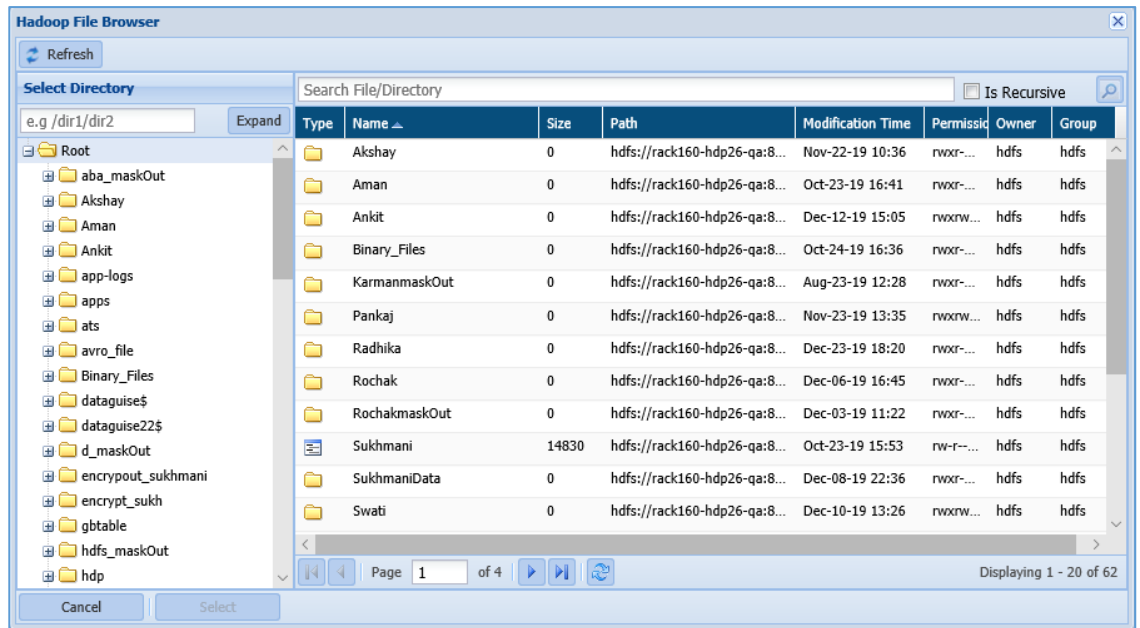 Hadoop File Browser
Refresh
Select Directory
e.g /dir1/dir2 Expand
Root
aba_maskOut
Akshay
Aman
Ankit
app-logs
apps
ats
avro_file
Binary_Files
dataguise$
dataguise22$
d_maskOut
encrypout_sukhmani
encrypt_sukh
gbtable
hdfs_maskOut
hdp
Search File/Directory Is Recursive
Type Name Size Path Modification Time Permissic Owner Group
Akshay 0 hdfs://rack160-hdp26-qa:8... Nov-22-19 10:36 rwxr-... hdfs hdfs
Aman 0 hdfs://rack160-hdp26-qa:8... Oct-23-19 16:41 rwxr-... hdfs hdfs
Ankit 0 hdfs://rack160-hdp26-qa:8... Dec-12-19 15:05 rwxrw... hdfs hdfs
Binary_Files 0 hdfs://rack160-hdp26-qa:8... Oct-24-19 16:36 rwxr-... hdfs hdfs
KarmanmaskOut 0 hdfs://rack160-hdp26-qa:8... Aug-23-19 12:28 rwxr-... hdfs hdfs
Pankaj 0 hdfs://rack160-hdp26-qa:8... Nov-23-19 13:35 rwxrw... hdfs hdfs
Radhika 0 hdfs://rack160-hdp26-qa:8... Dec-23-19 18:20 rwxr-... hdfs hdfs
Rochak 0 hdfs://rack160-hdp26-qa:8... Dec-06-19 16:45 rwxr-... hdfs hdfs
RochakmaskOut 0 hdfs://rack160-hdp26-qa:8... Dec-03-19 11:22 rwxr-... hdfs hdfs
Sukhmani 14830 hdfs://rack160-hdp26-qa:8... Oct-23-19 15:53 rw-r--... hdfs hdfs
SukhmaniData 0 hdfs://rack160-hdp26-qa:8... Dec-08-19 22:36 rwxr-... hdfs hdfs
Swati 0 hdfs://rack160-hdp26-qa:8... Dec-10-19 13:26 rwxrw... hdfs hdfs
Page 1 of 4 Displaying 1 - 20 of 62
Cancel Select